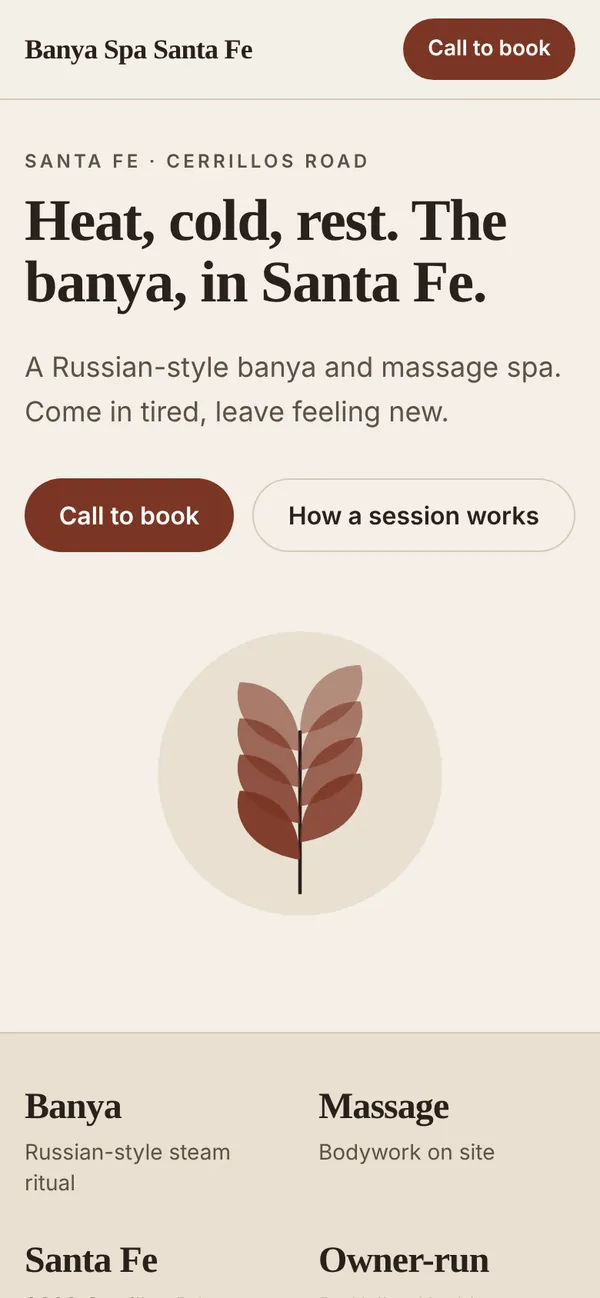 Banya Spa Santa Fe
Call to book
SANTA FE · CERRILLOS ROAD
Heat, cold, rest. The
banya, in Santa Fe.
A Russian-style banya and massage spa.
Come in tired, leave feeling new.
Call to book
How a session works
Banya
Russian-style steam
ritual
Massage
Bodywork on site
Santa Fe
Owner-run